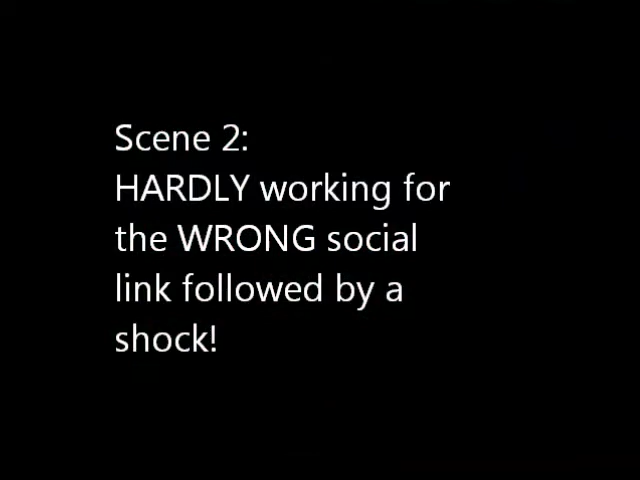 Scene 2:
HARDLY working for
the WRONG social
link followed by a
shock!